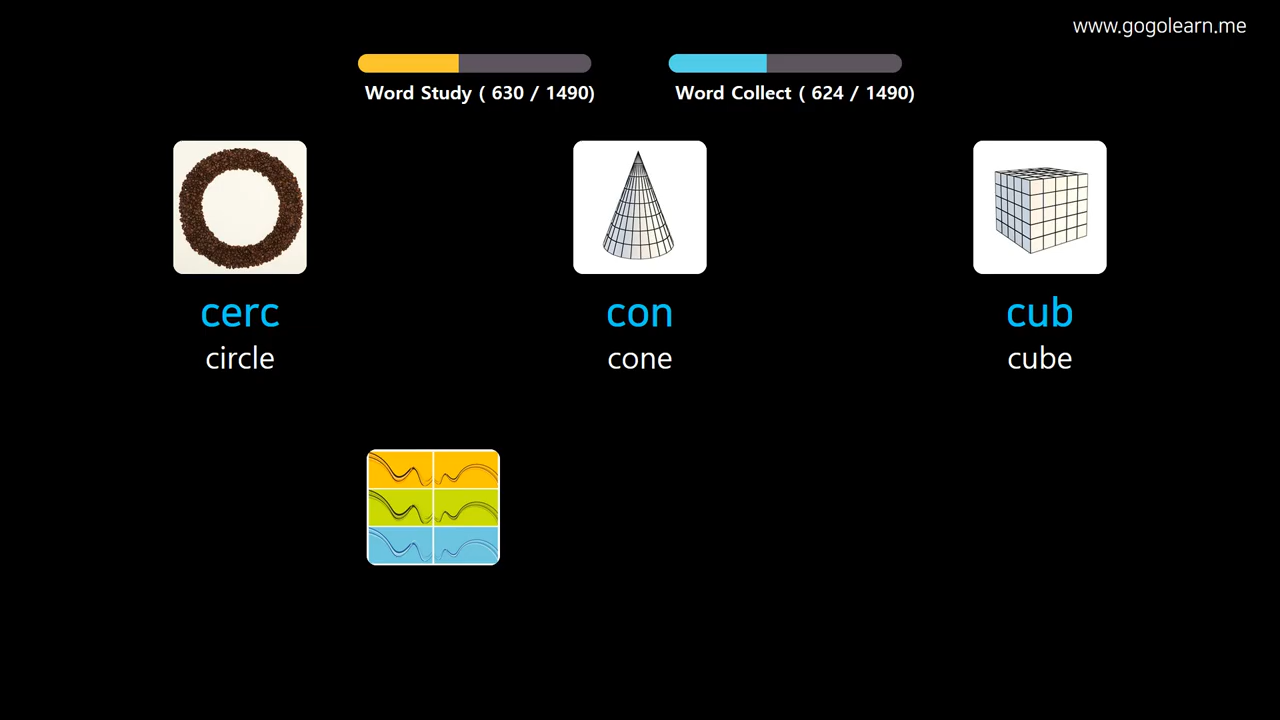 www.gogolearn.me
Word Study ( 630 / 1490)
Word Collect ( 624 / 1490)
cerc
con
cub
circle
cone
cube